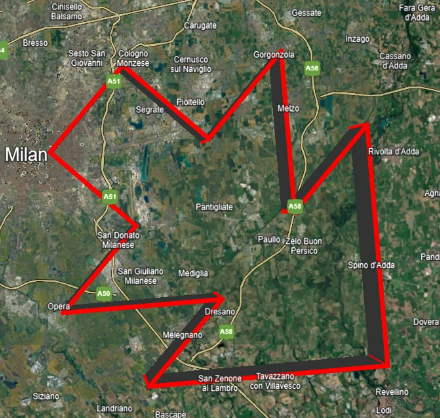 Cinisello
Balsamo
Carugate
Gessate
Fara Gera
d'Adda
Bresso
Sesto San
Giovanni
Cologno
Monzese
Cernusco
sul Naviglio
Gorgonzola
Inzago
Cassano
d'Adda
A51
A58
Segrate
Pioltello
Melzo
Milan
Rivolta d'Adda
A51
Pantigliate
A58
San Donato
Milanese
Paullo
Zelo Buon
Persico
San Giuliano
Milanese
Mediglia
Spino d'Adda
A50
Opera
Dresano
Dovera
Melegnano
A58
San Zenone
al Lambro
Tavazzano
con Villavesco
Siziano
Landriano
Bascapè
Revellino
Lodi